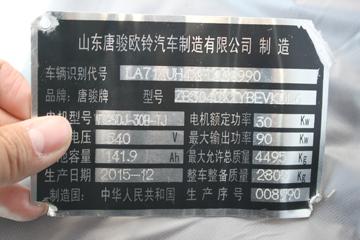 山东唐骏欧铃汽车制造有限公司 制造
车辆识别代号
品牌: 唐骏牌 型号
电机型号 电机额定功率 30 Kw
电压 540 V 最大输出功率 90 Kw
电池容量 141.9 Ah 最大允许总质量 4495 Kg
生产日期 2015-12 整车整备质量 Kg
制造国: 中华人民共和国 生产序号 008990